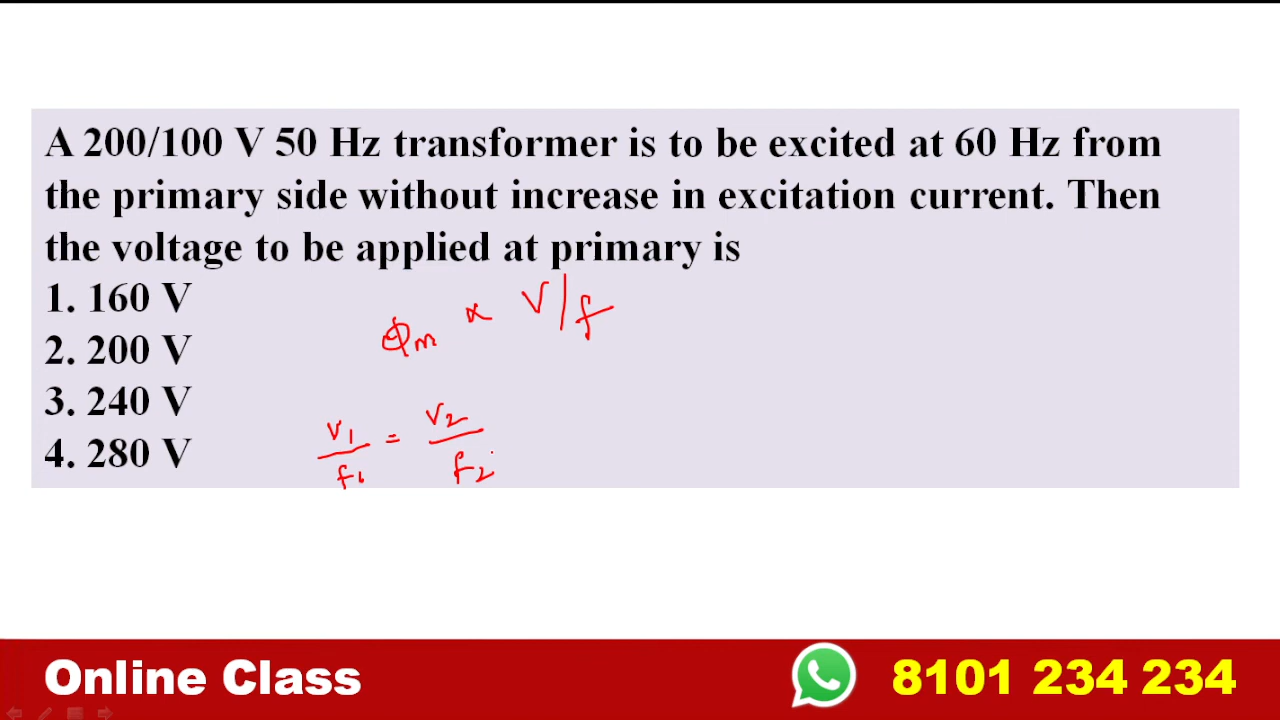 A 200/100 V 50 Hz transformer is to be excited at 60 Hz from
the primary side without increase in excitation current. Then
the voltage to be applied at primary is
1. 160 V
2. 200 V
3. 240 V
4. 280 V
Φm ∝ V/f
V1/f1 = V2/f2
Online Class
8101 234 234